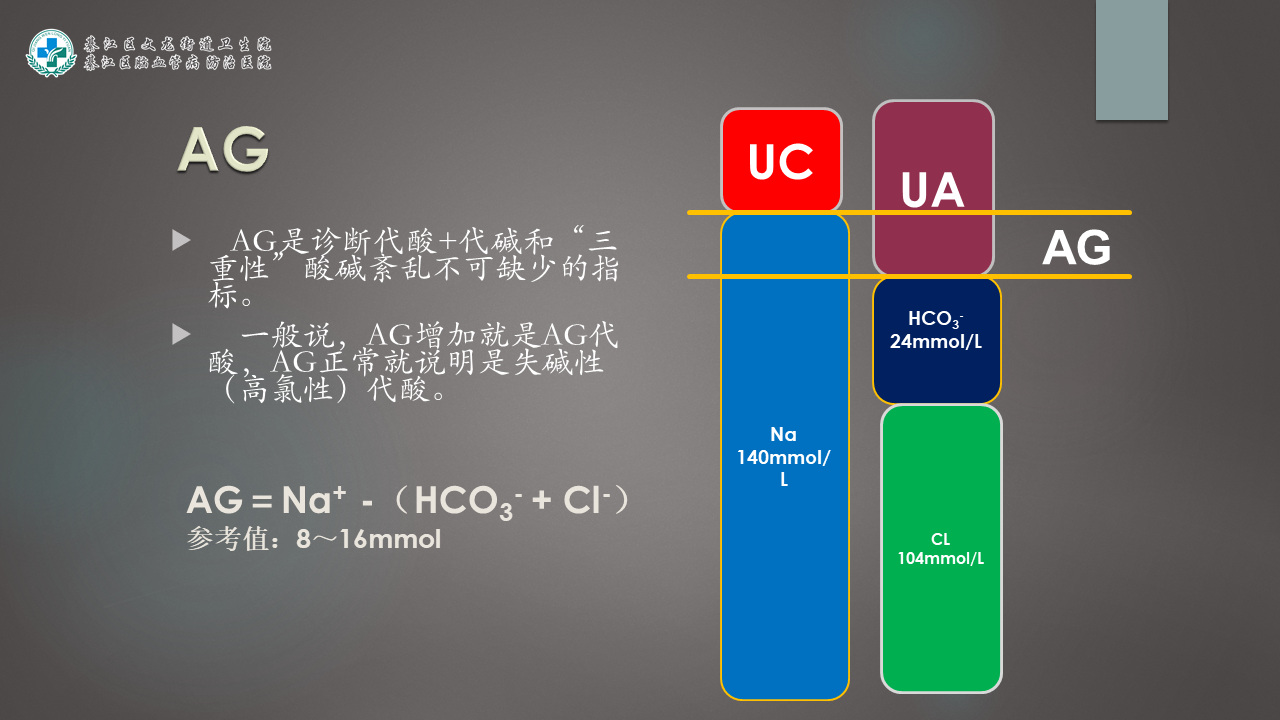 綦江区文龙街道卫生院
綦江区脑血管病防治医院
AG
AG是诊断代酸+代碱和“三
重性”酸碱紊乱不可缺少的指
标。
一般说，AG增加就是AG代
酸，AG正常就说明是失碱性
（高氯性）代酸。
AG = Na⁺ -（HCO₃⁻ + Cl⁻）
参考值：8～16mmol
UC
UA
AG
HCO₃⁻
24mmol/L
Na
140mmol/
L
CL
104mmol/L